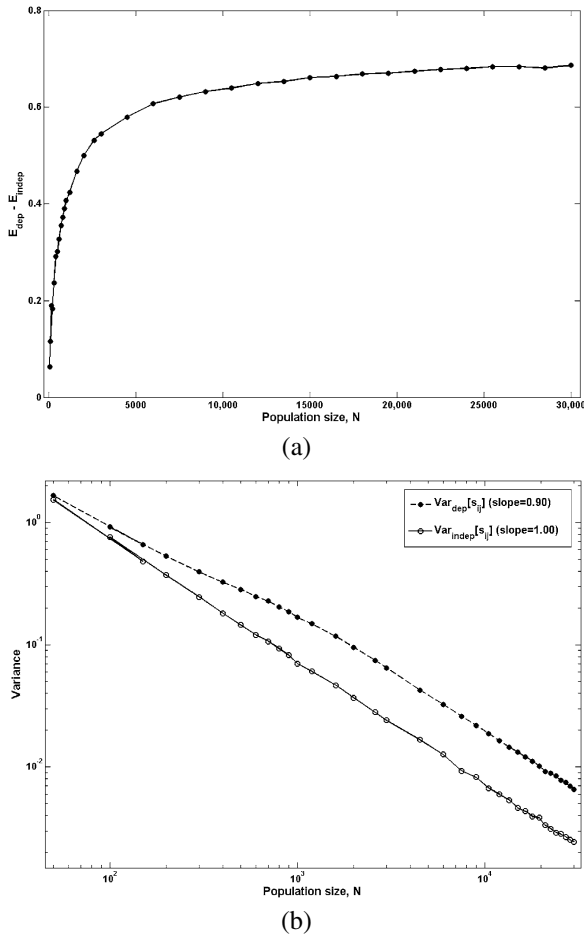 0.8
0.6
0.4
0.2
0
E_dep - E_indep
0 5000 10,000 15,000 20,000 25,000 30,000
Population size, N
(a)
Var_dep[s_ij] (slope=0.90)
Var_indep[s_ij] (slope=1.00)
10^0
10^-1
10^-2
Variance
10^2 10^3 10^4
Population size, N
(b)